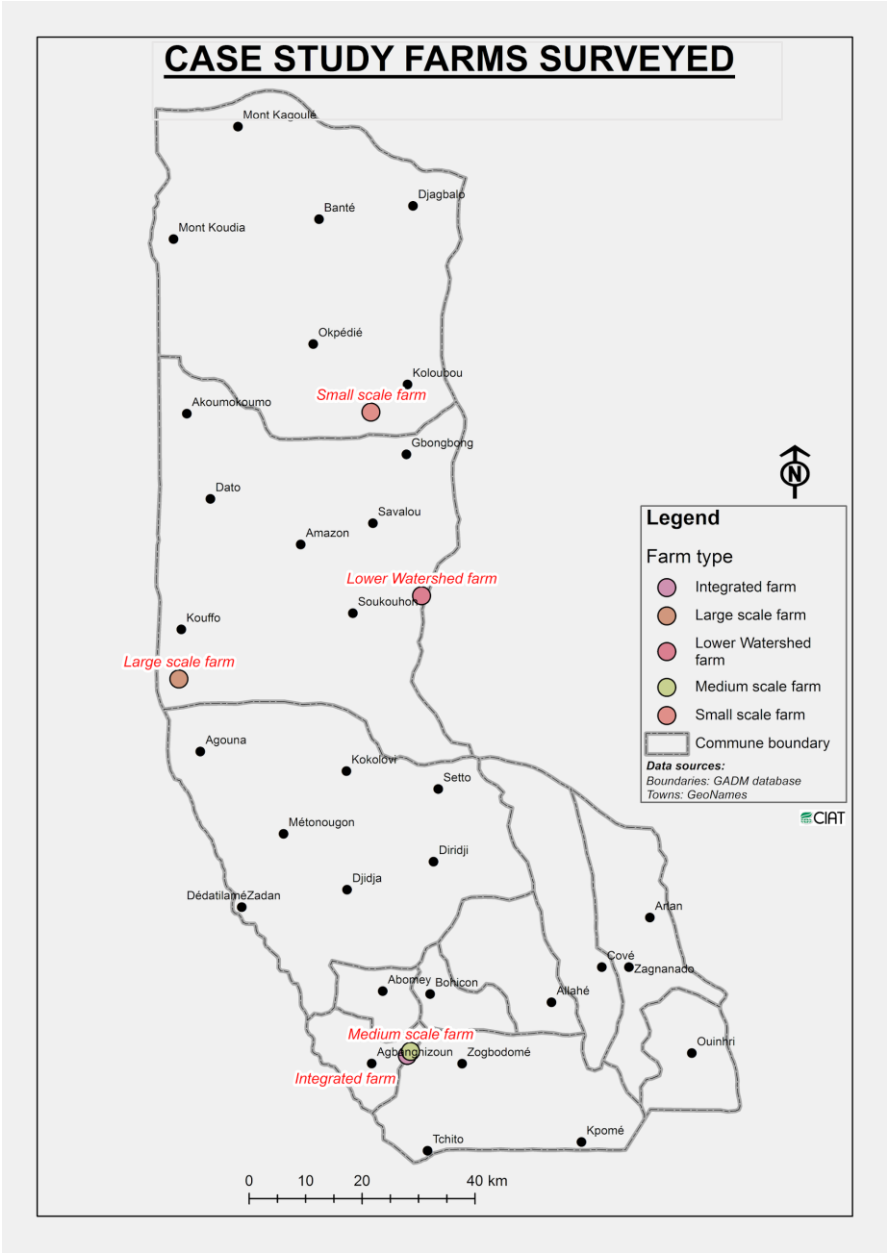 CASE STUDY FARMS SURVEYED
Mont Kagoulé
Djagbalo
Banté
Mont Koudia
Okpédié
Koloubou
Small scale farm
Akoumokoumo
Gbongbong
N
Dato
Savalou
Amazon
Lower Watershed farm
Soukouhon
Kouffo
Large scale farm
Legend
Farm type
Integrated farm
Large scale farm
Lower Watershed
farm
Medium scale farm
Small scale farm
Commune boundary
Data sources:
Boundaries: GADM database
Towns: GeoNames
CIAT
Agouna
Kokolovi
Setto
Métonougon
Diridji
Djidja
DédatilaméZadan
Arlan
Cové
Zagnanado
Abomey
Bohicon
Allahé
Medium scale farm
Agbanghizoun
Zogbodomé
Ouinhri
Integrated farm
Kpomé
Tchito
0 10 20 40 km